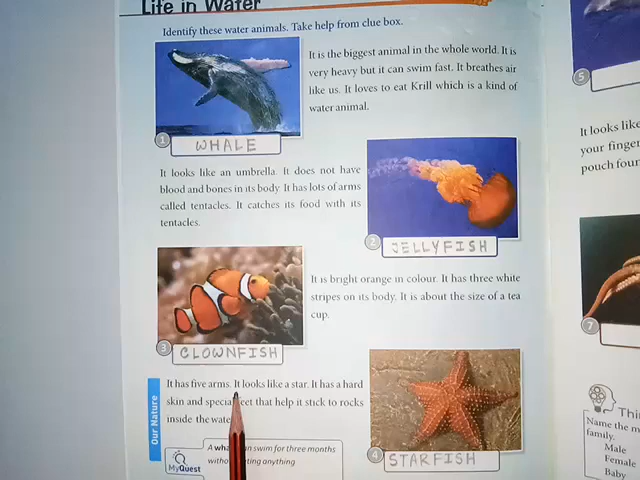 Life in Water
Identify these water animals. Take help from clue box.
It is the biggest animal in the whole world. It is
very heavy but it can swim fast. It breathes air
like us. It loves to eat Krill which is a kind of
water animal.
1
WHALE
It looks like an umbrella. It does not have
blood and bones in its body. It has lots of arms
called tentacles. It catches its food with its
tentacles.
2
JELLYFISH
It is bright orange in colour. It has three white
stripes on its body. It is about the size of a tea
cup.
3
CLOWNFISH
It has five arms. It looks like a star. It has a hard
skin and special feet that help it stick to rocks
inside the wate
4
STARFISH
Our Nature
MyQuest
A wha an swim for three months
witho ting anything
5
It looks like
your finger
pouch four
7
Thin
Name the m
family.
Male
Female
Baby